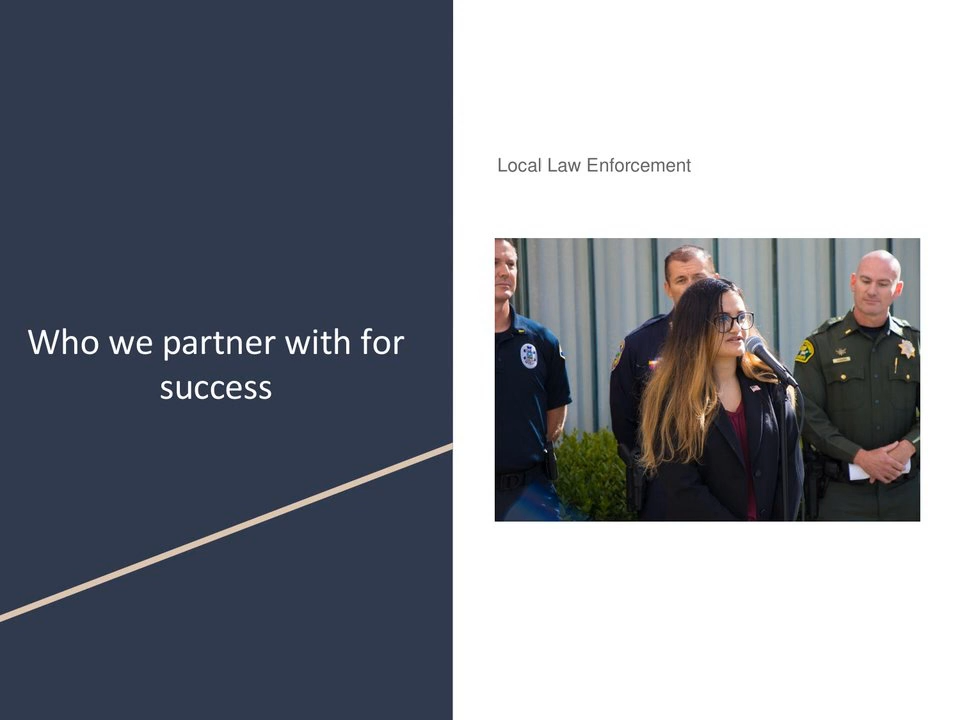 Who we partner with for
success
Local Law Enforcement